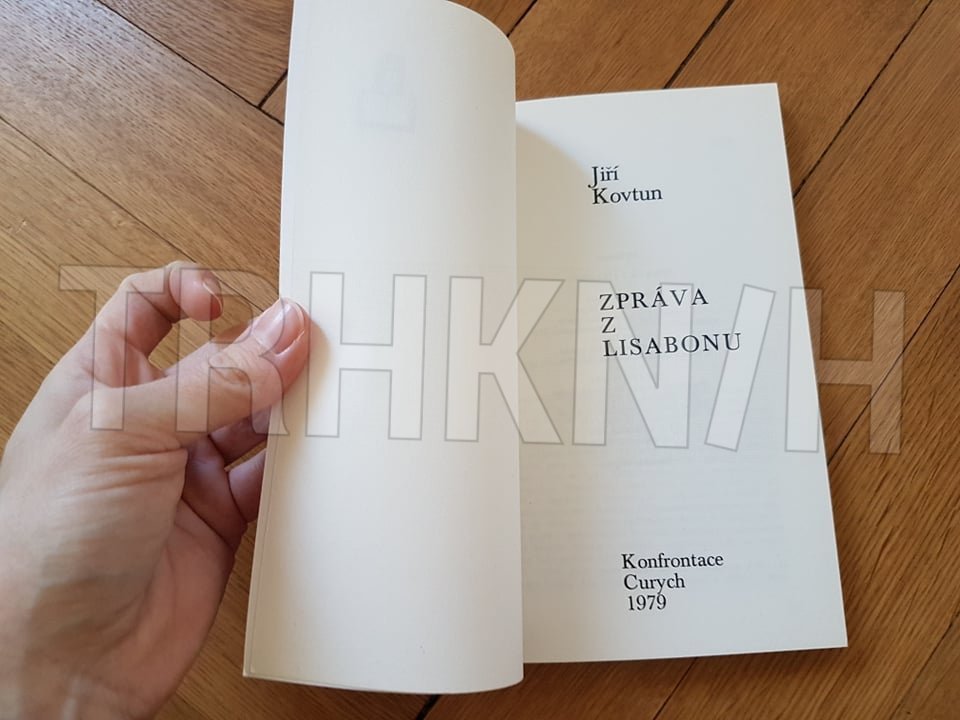 Jiří
Kovtun
ZPRÁVA
Z
LISABONU
Konfrontace
Curych
1979
TRHKNIH